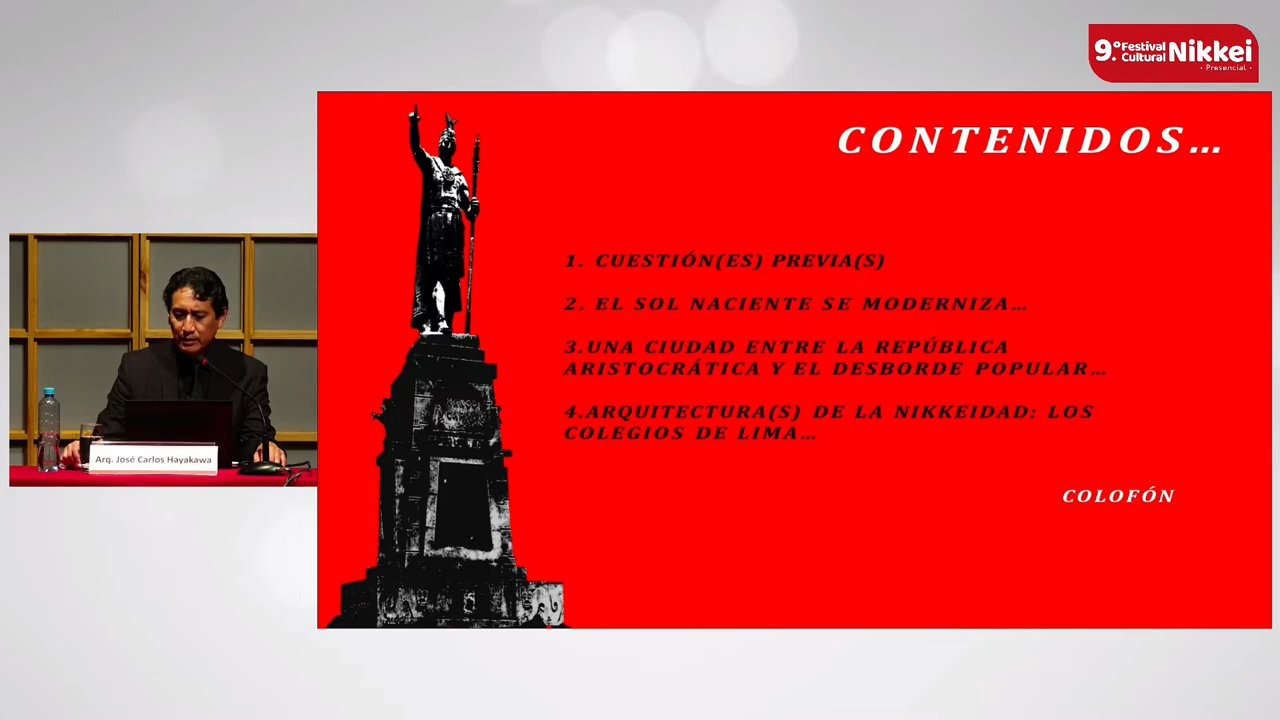 9.º Festival Cultural Nikkei
• Presencial •
CONTENIDOS…
1. CUESTIÓN(ES) PREVIA(S)
2. EL SOL NACIENTE SE MODERNIZA…
3.UNA CIUDAD ENTRE LA REPÚBLICA
ARISTOCRÁTICA Y EL DESBORDE POPULAR…
4.ARQUITECTURA(S) DE LA NIKKEIDAD: LOS
COLEGIOS DE LIMA…
COLOFÓN
Arq. José Carlos Hayakawa